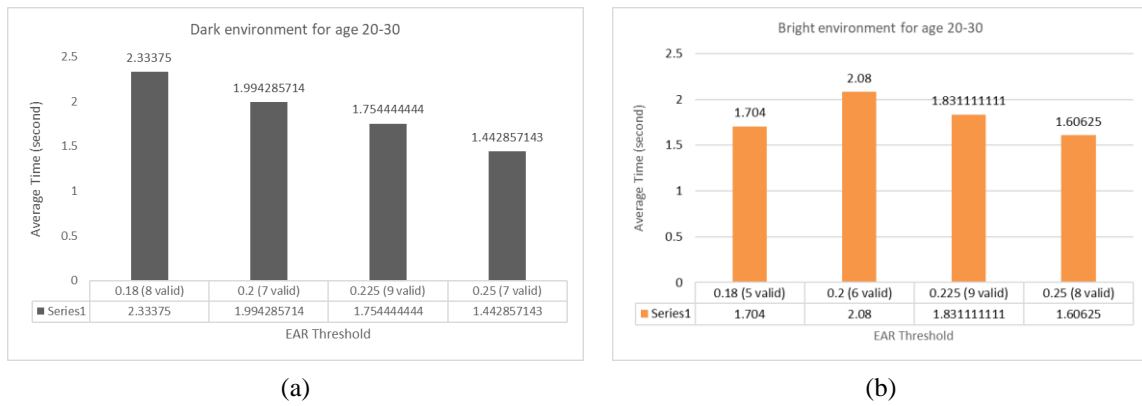 Dark environment for age 20-30
2.5
2
1.5
1
0.5
0
Average Time (second)
2.33375
1.994285714
1.754444444
1.442857143
0.18 (8 valid) 0.2 (7 valid) 0.225 (9 valid) 0.25 (7 valid)
Series1 2.33375 1.994285714 1.754444444 1.442857143
EAR Threshold
(a)
Bright environment for age 20-30
2.5
2
1.5
1
0.5
0
Average Time (second)
1.704
2.08
1.831111111
1.60625
0.18 (5 valid) 0.2 (6 valid) 0.225 (9 valid) 0.25 (8 valid)
Series1 1.704 2.08 1.831111111 1.60625
EAR Threshold
(b)